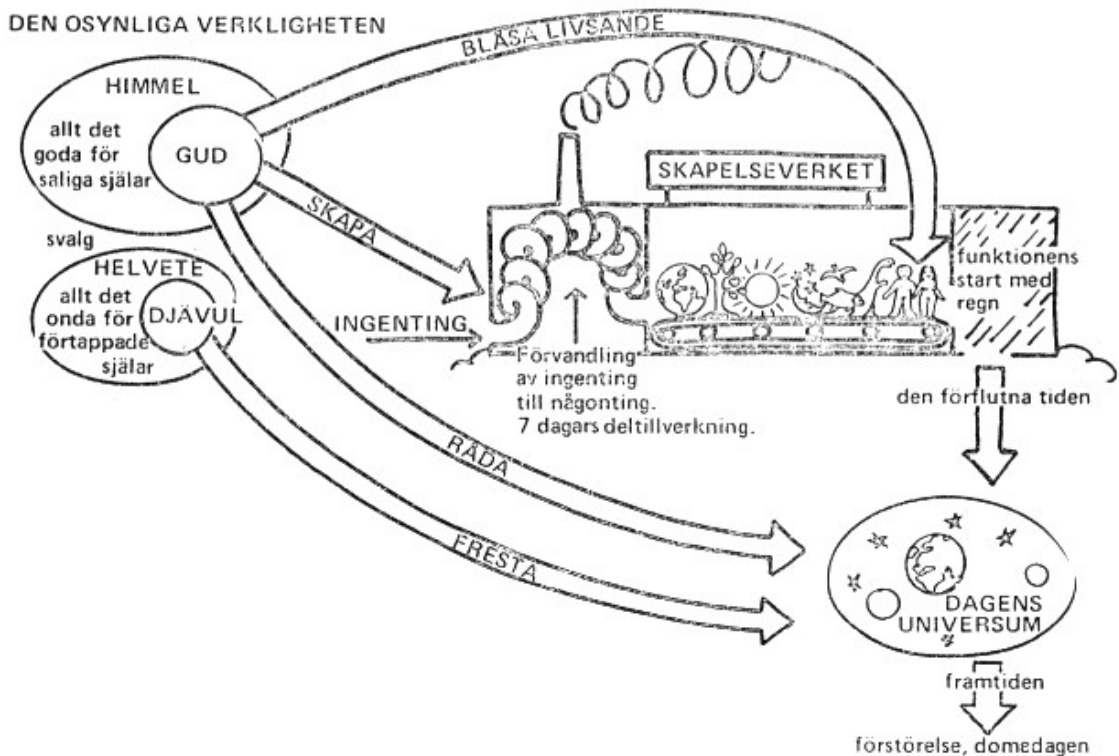 DEN OSYNLIGA VERKLIGHETEN
BLÅSA LIVSANDE
HIMMEL
allt det
goda för
saliga själar
GUD
SKAPA
SKAPELSEVERKET
svalg
HELVETE
allt det
onda för
förtappade
själar
DJÄVUL
INGENTING
Förvandling
av ingenting
till någonting.
7 dagars deltillverkning.
funktionens
start med
regn
den förflutna tiden
RÅDA
FRESTA
DAGENS
UNIVERSUM
framtiden
förstörelse, domedagen